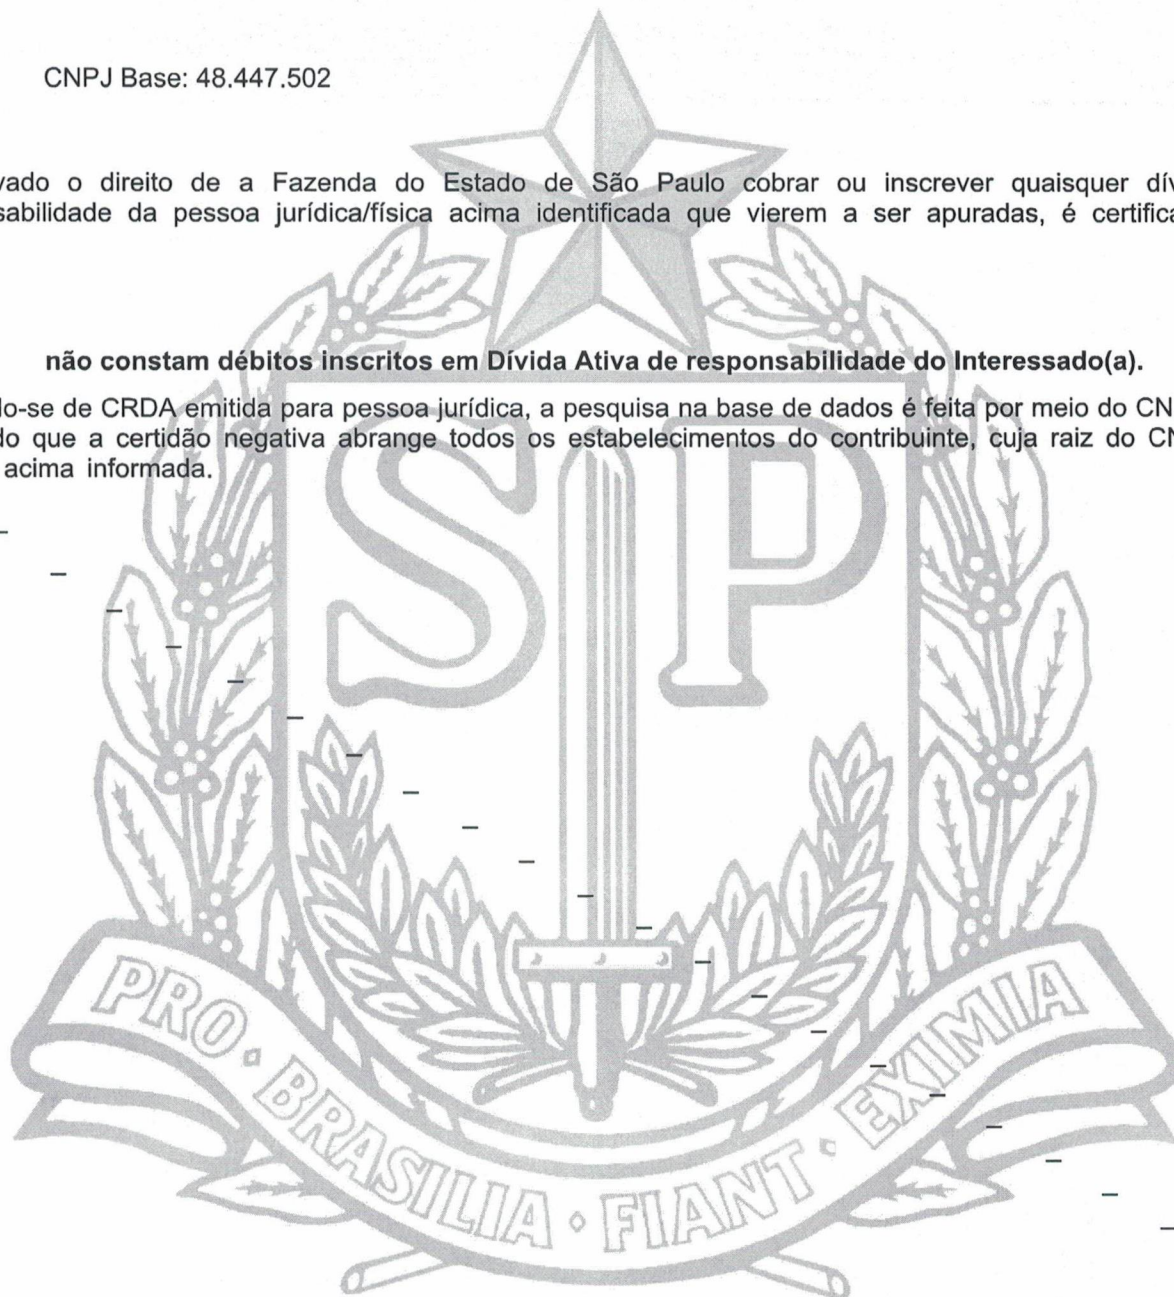 CNPJ Base: 48.447.502
vado o direito de a Fazenda do Estado de São Paulo cobrar ou inscrever quaisquer dív
sabilidade da pessoa jurídica/física acima identificada que vierem a ser apuradas, é certifica
não constam débitos inscritos em Dívida Ativa de responsabilidade do Interessado(a).
do-se de CRDA emitida para pessoa jurídica, a pesquisa na base de dados é feita por meio do CN
do que a certidão negativa abrange todos os estabelecimentos do contribuinte, cuja raiz do CN
acima informada.
SP
PRO • BRASILIA • FIANT • EXIMIA